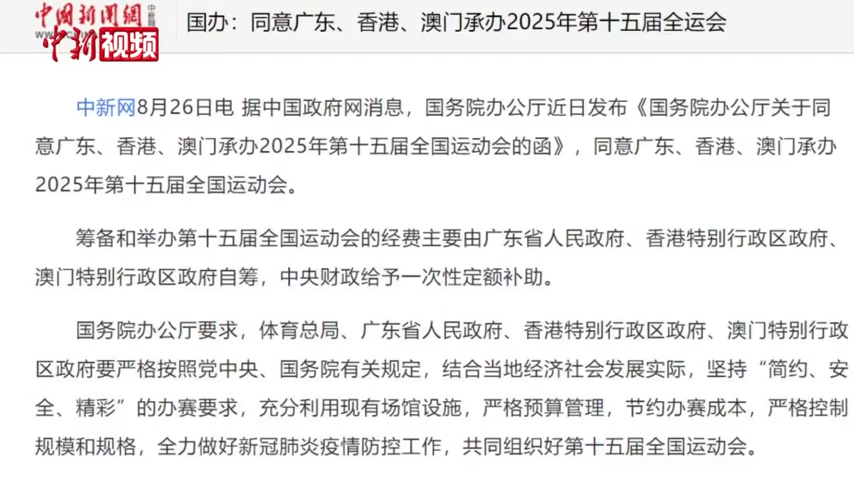 中國新聞網
中新网
国办：同意广东、香港、澳门承办2025年第十五届全运会
中新视频
中新网8月26日电 据中国政府网消息，国务院办公厅近日发布《国务院办公厅关于同
意广东、香港、澳门承办2025年第十五届全国运动会的函》，同意广东、香港、澳门承办
2025年第十五届全国运动会。
筹备和举办第十五届全国运动会的经费主要由广东省人民政府、香港特别行政区政府、
澳门特别行政区政府自筹，中央财政给予一次性定额补助。
国务院办公厅要求，体育总局、广东省人民政府、香港特别行政区政府、澳门特别行政
区政府要严格按照党中央、国务院有关规定，结合当地经济社会发展实际，坚持“简约、安
全、精彩”的办赛要求，充分利用现有场馆设施，严格预算管理，节约办赛成本，严格控制
规模和规格，全力做好新冠肺炎疫情防控工作，共同组织好第十五届全国运动会。